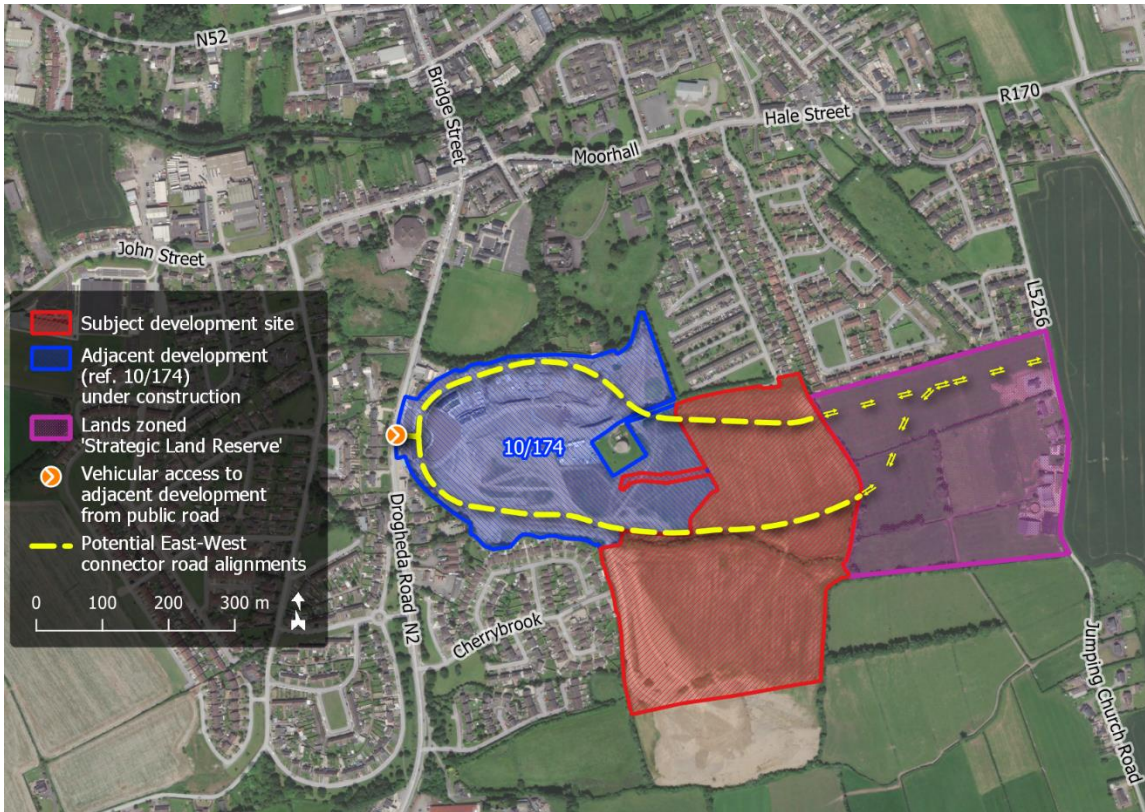 N52
Bridge Street
R170
Hale Street
Moorhall
John Street
L5256
Subject development site
Adjacent development
(ref. 10/174)
under construction
Lands zoned
'Strategic Land Reserve'
Vehicular access to
adjacent development
from public road
Potential East-West
connector road alignments
0 100 200 300 m
10/174
Drogheda Road N2
Cherrybrook
Jumping Church Road